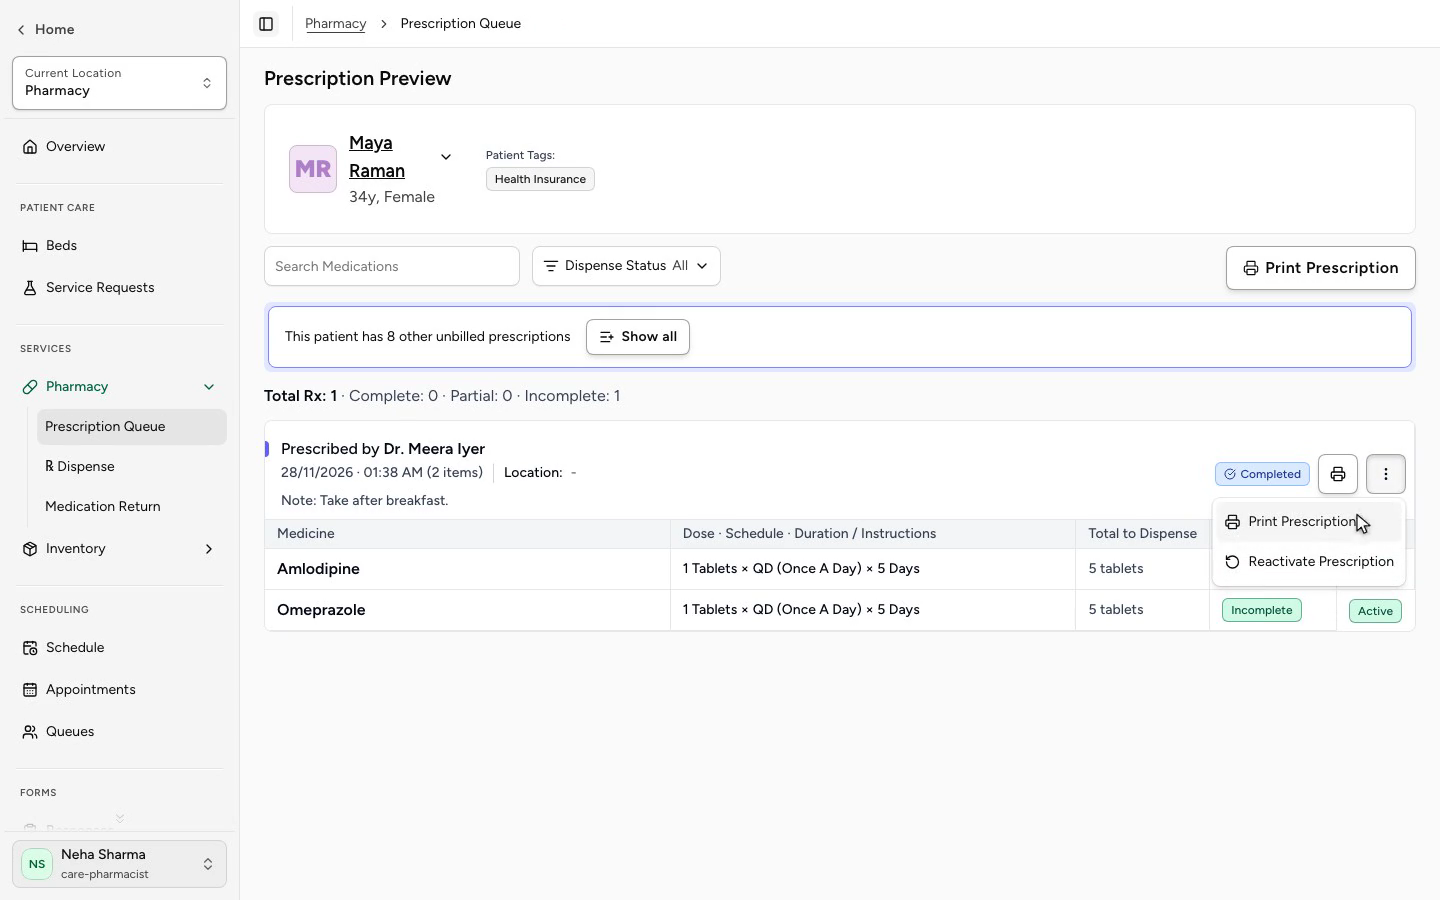 Home
Current Location
Pharmacy
Overview
PATIENT CARE
Beds
Service Requests
SERVICES
Pharmacy
Prescription Queue
℞ Dispense
Medication Return
Inventory
SCHEDULING
Schedule
Appointments
Queues
FORMS
NS
Neha Sharma
care-pharmacist
Pharmacy > Prescription Queue
Prescription Preview
MR
Maya
Raman
34y, Female
Patient Tags:
Health Insurance
Search Medications
Dispense Status All
Print Prescription
This patient has 8 other unbilled prescriptions
Show all
Total Rx: 1 · Complete: 0 · Partial: 0 · Incomplete: 1
Prescribed by Dr. Meera Iyer
28/11/2026 · 01:38 AM (2 items)
Location: -
Note: Take after breakfast.
Completed
Print Prescription
Reactivate Prescription
Medicine
Dose · Schedule · Duration / Instructions
Total to Dispense
Amlodipine
1 Tablets × QD (Once A Day) × 5 Days
5 tablets
Omeprazole
1 Tablets × QD (Once A Day) × 5 Days
5 tablets
Incomplete
Active